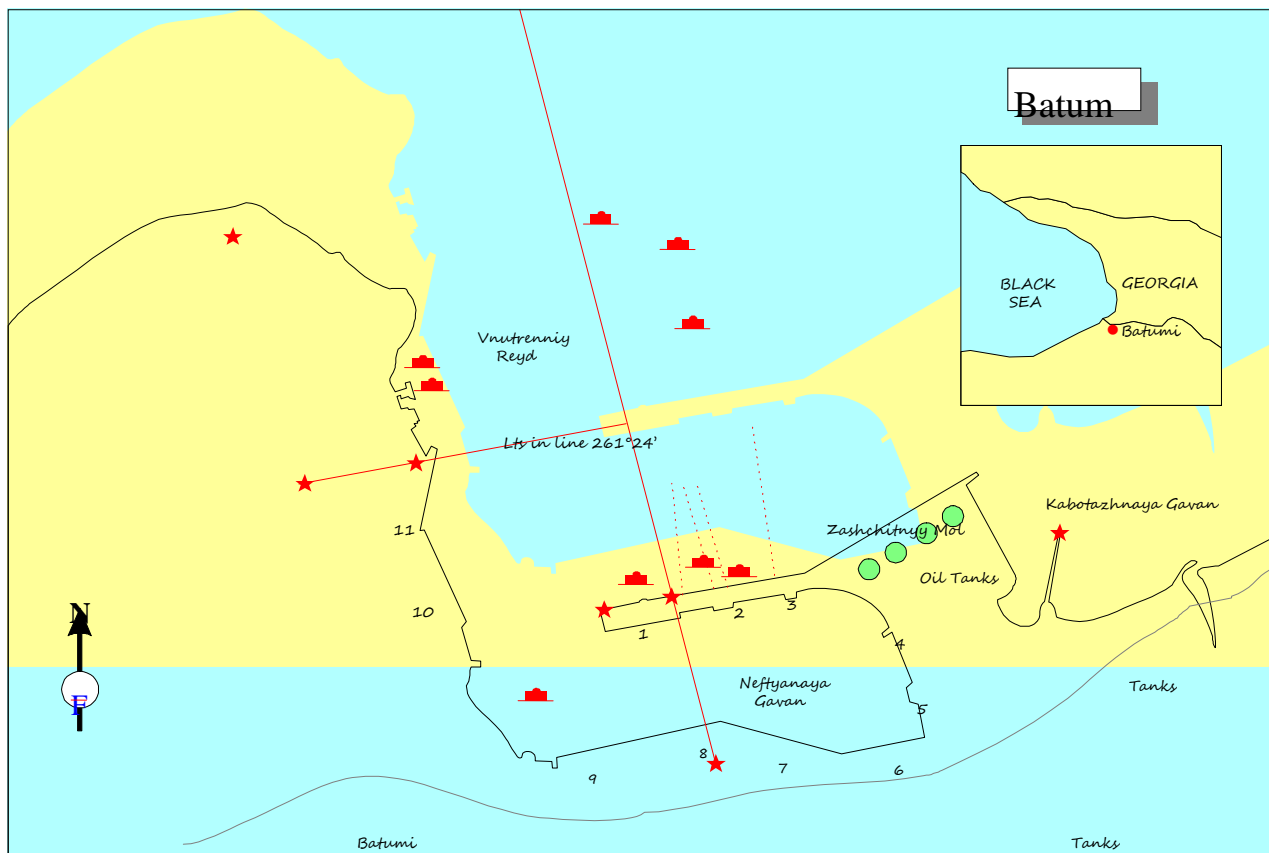 Batum
BLACK
SEA
GEORGIA
Batumi
Vnutrenniy
Reyd
Lts in line 261°24'
Kabotazhnaya Gavan
Zashchitnyy Mol
Oil Tanks
11
10
N
F
1
2
3
4
5
Neftyanaya
Gavan
Tanks
8
7
6
9
Batumi
Tanks